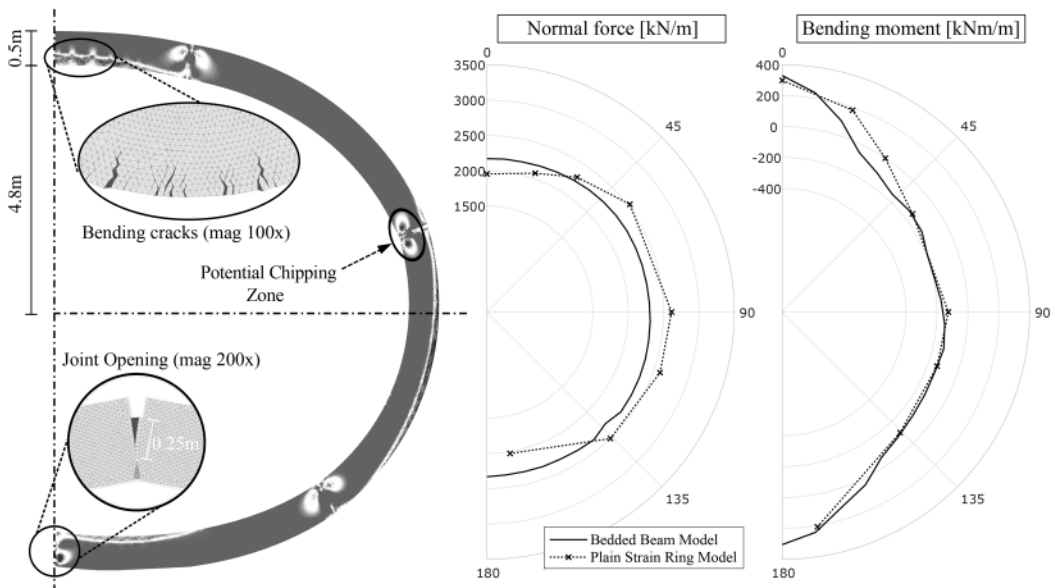 0.5m
4.8m
Bending cracks (mag 100x)
Potential Chipping
Zone
Joint Opening (mag 200x)
0.25m
Normal force [kN/m]
0
3500
3000
2500
2000
1500
45
90
135
180
Bending moment [kNm/m]
0
400
200
0
-200
-400
45
90
135
180
Bedded Beam Model
Plain Strain Ring Model